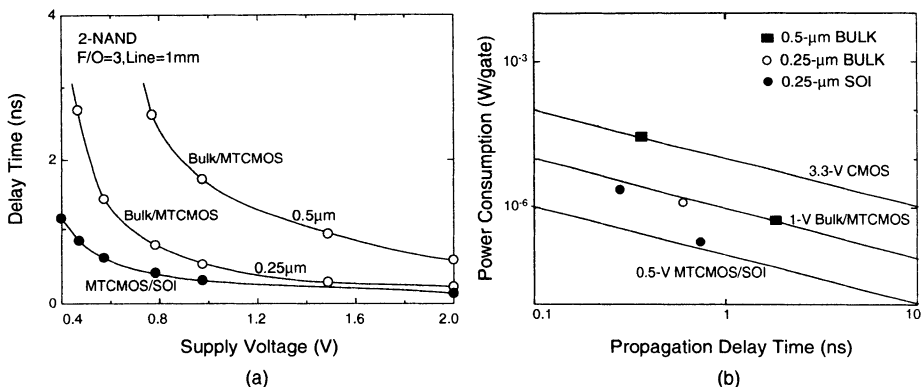 2-NAND
F/O=3,Line=1mm
Delay Time (ns)
4
2
0
Bulk/MTCMOS
0.5μm
Bulk/MTCMOS
0.25μm
MTCMOS/SOI
0.4
0.8
1.2
1.6
2.0
Supply Voltage (V)
(a)
Power Consumption (W/gate)
10-3
10-6
0.5-μm BULK
0.25-μm BULK
0.25-μm SOI
3.3-V CMOS
1-V Bulk/MTCMOS
0.5-V MTCMOS/SOI
0.1
1
10
Propagation Delay Time (ns)
(b)